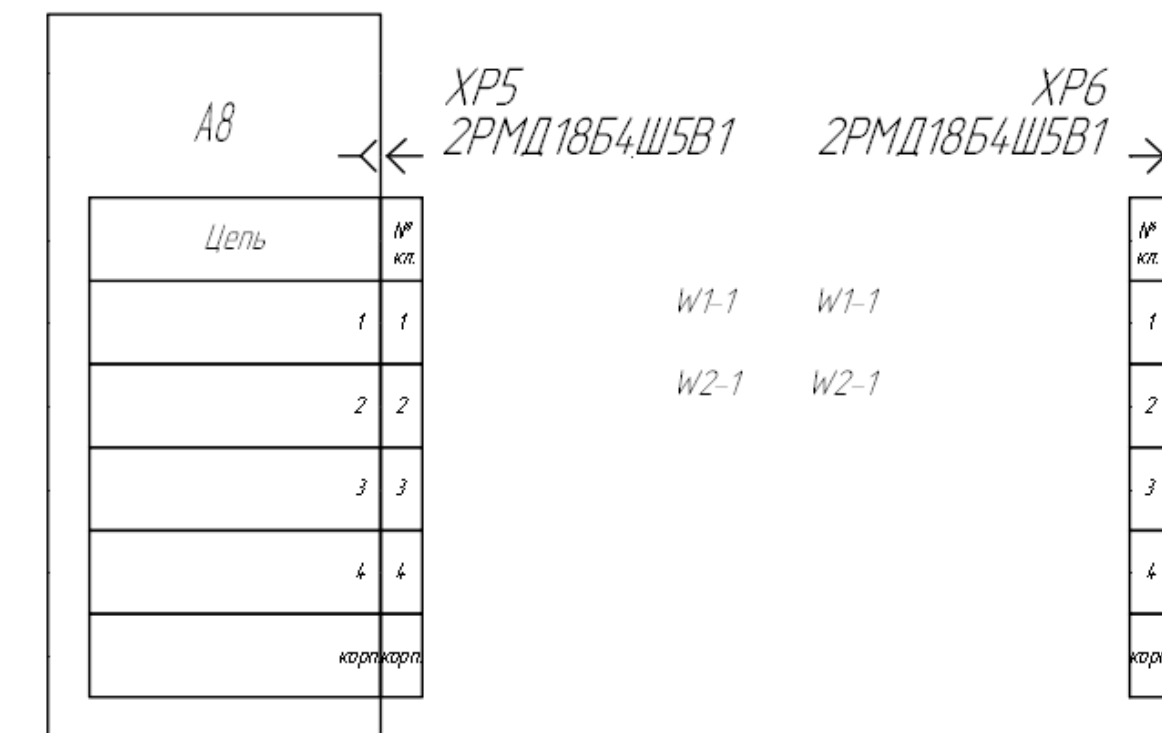 A8
XP5
2РМД18Б4Ш5В1
XP6
2РМД18Б4Ш5В1
Цепь
№
кл.
№
кл.
W1-1
W1-1
1
1
1
W2-1
W2-1
2
2
2
3
3
3
4
4
4
корп.
корп.